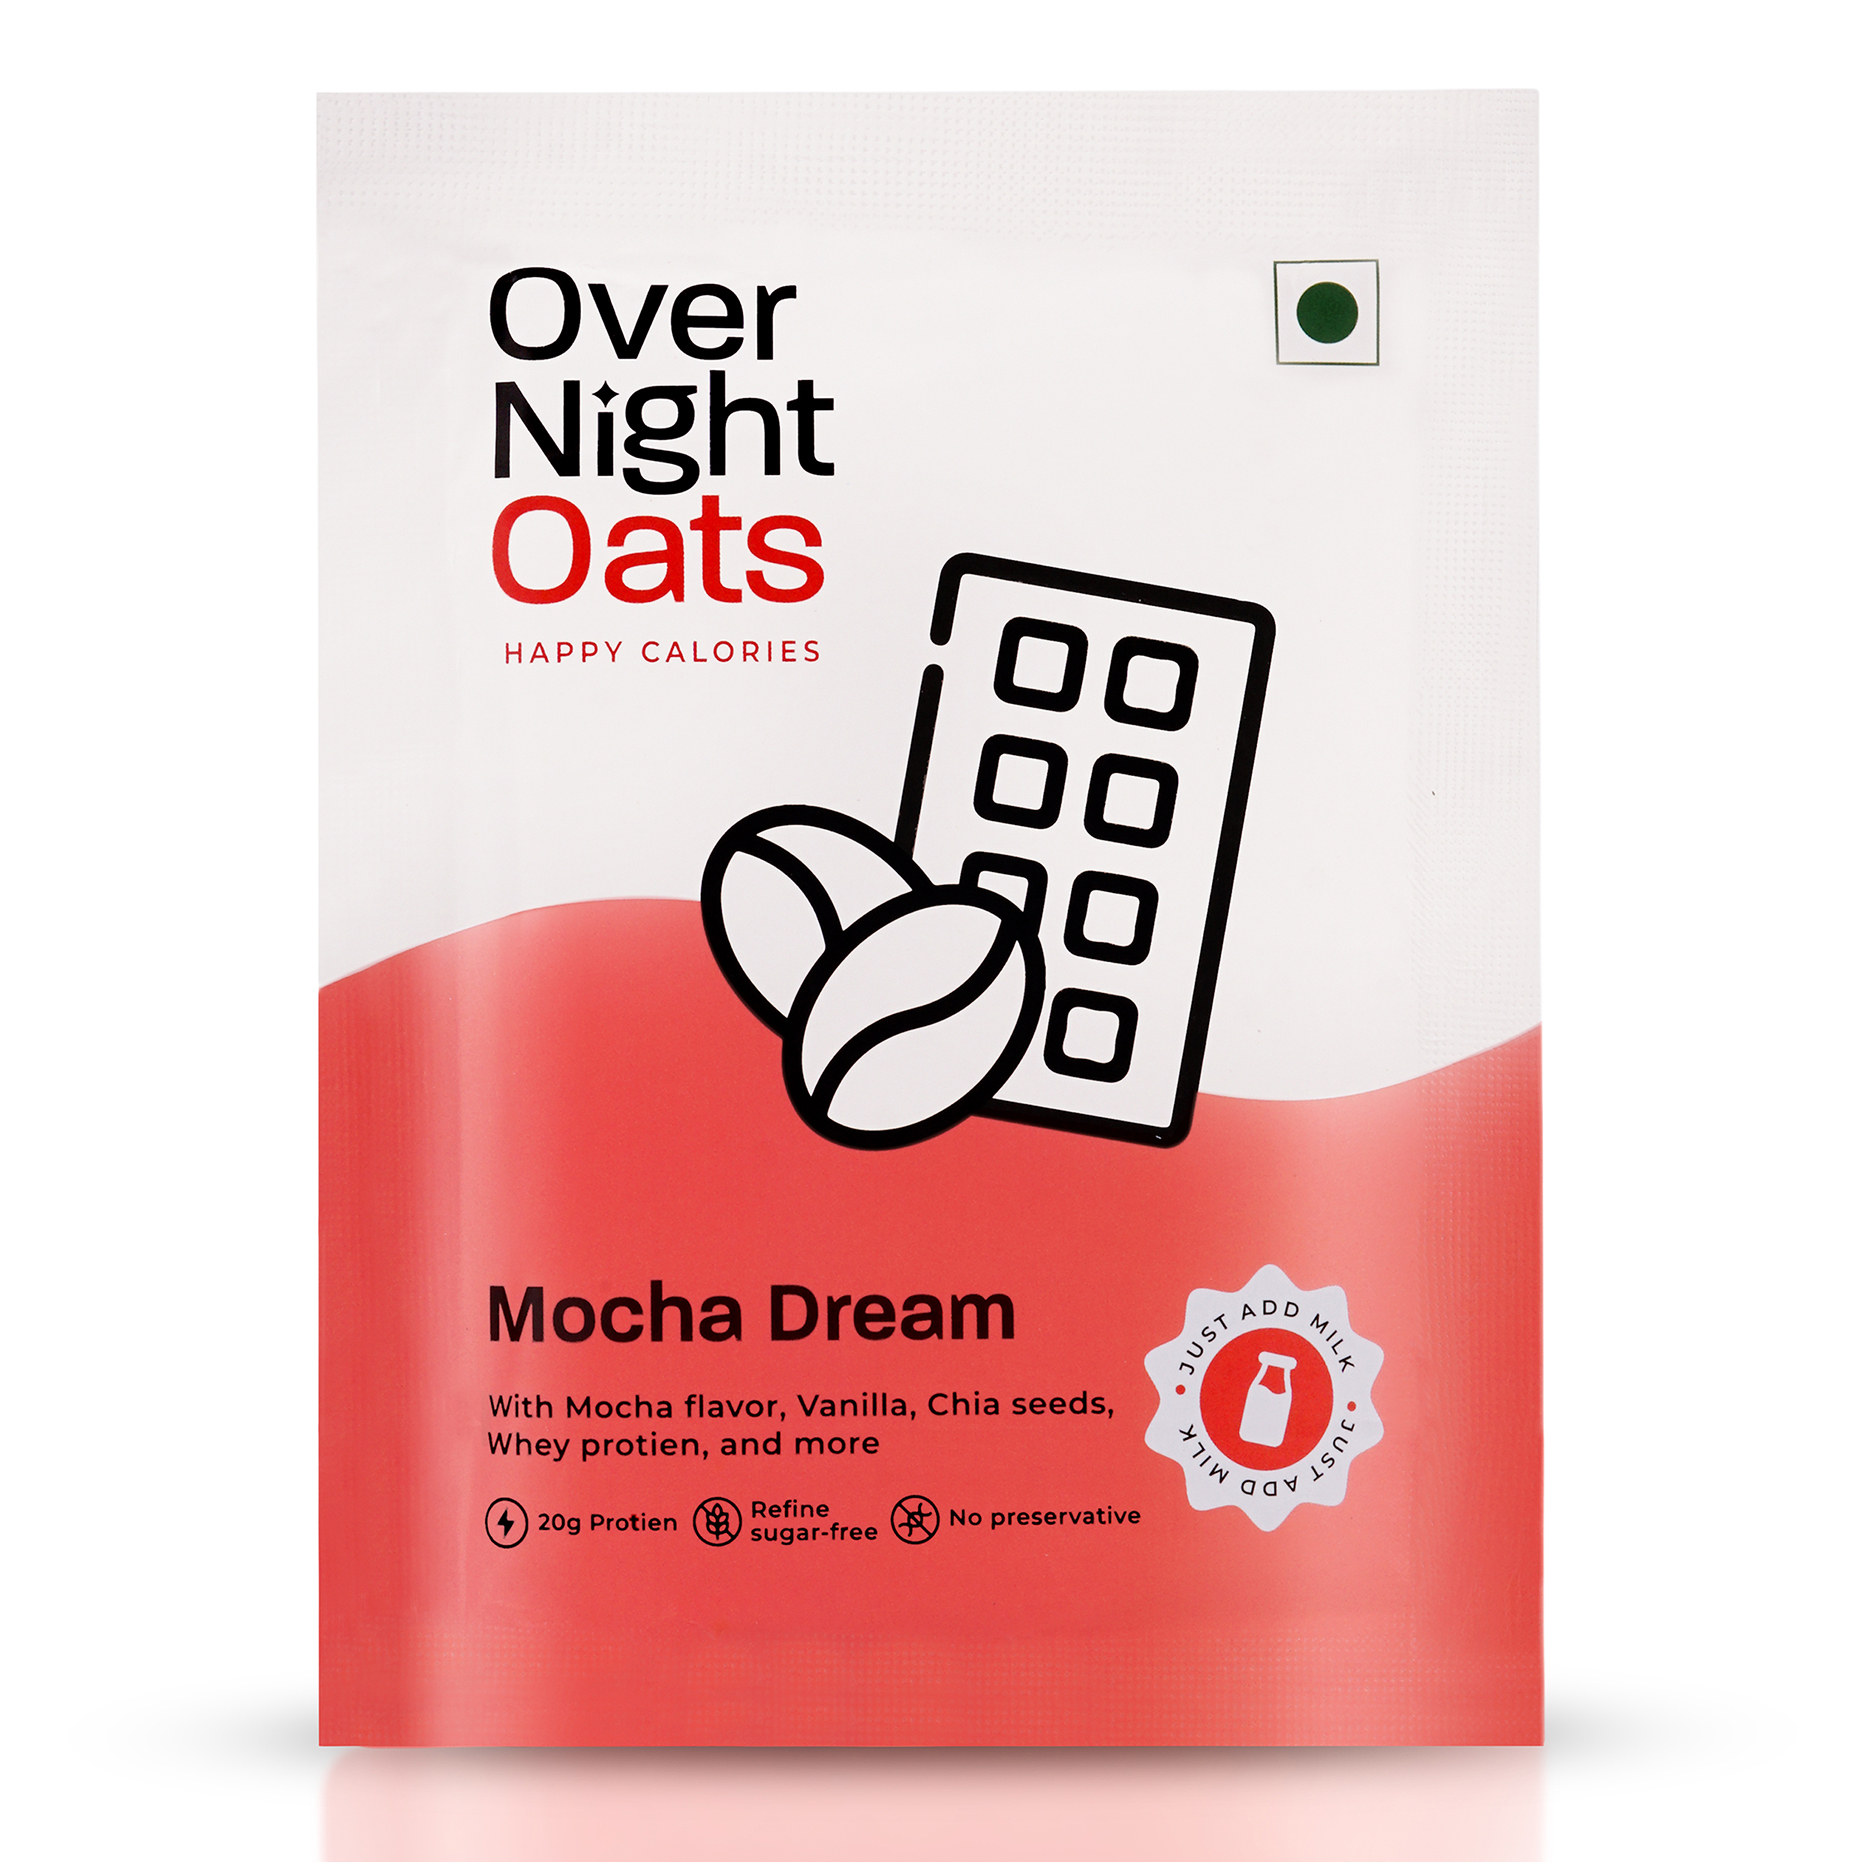 Over
Night
Oats
HAPPY CALORIES
Mocha Dream
With Mocha flavor, Vanilla, Chia seeds,
Whey protien, and more
20g Protien
Refine
sugar-free
No preservative
JUST ADD MILK
JUST ADD MILK